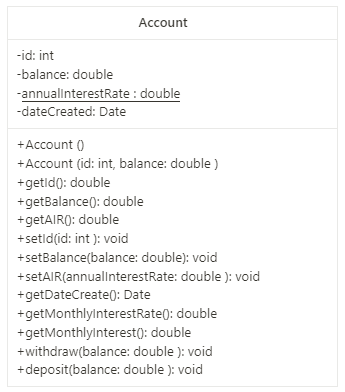 Account
-id: int
-balance: double
-annualInterestRate : double
-dateCreated: Date
+Account ()
+Account (id: int, balance: double )
+getId(): double
+getBalance(): double
+getAIR(): double
+setId(id: int ): void
+setBalance(balance: double): void
+setAIR(annualInterestRate: double ): void
+getDateCreate(): Date
+getMonthlyInterestRate(): double
+getMonthlyInterest(): double
+withdraw(balance: double ): void
+deposit(balance: double ): void